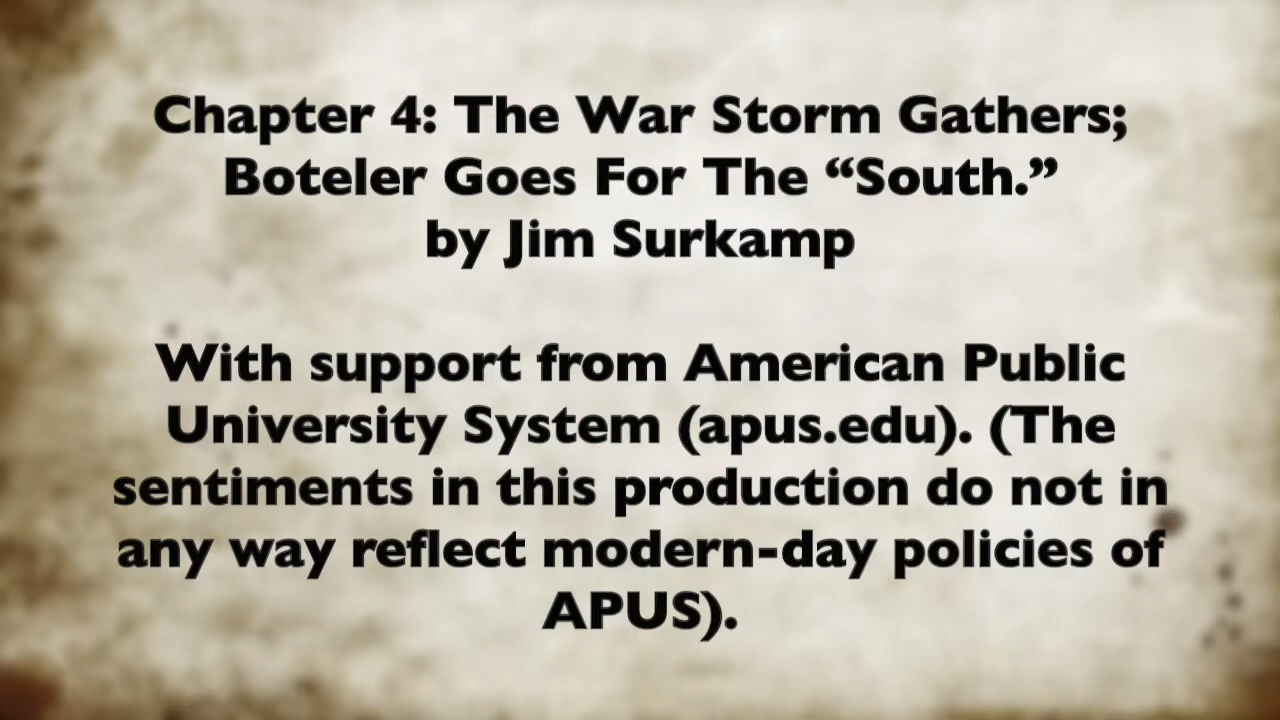 Chapter 4: The War Storm Gathers;
Boteler Goes For The “South.”
by Jim Surkamp
With support from American Public
University System (apus.edu). (The
sentiments in this production do not in
any way reflect modern-day policies of
APUS).